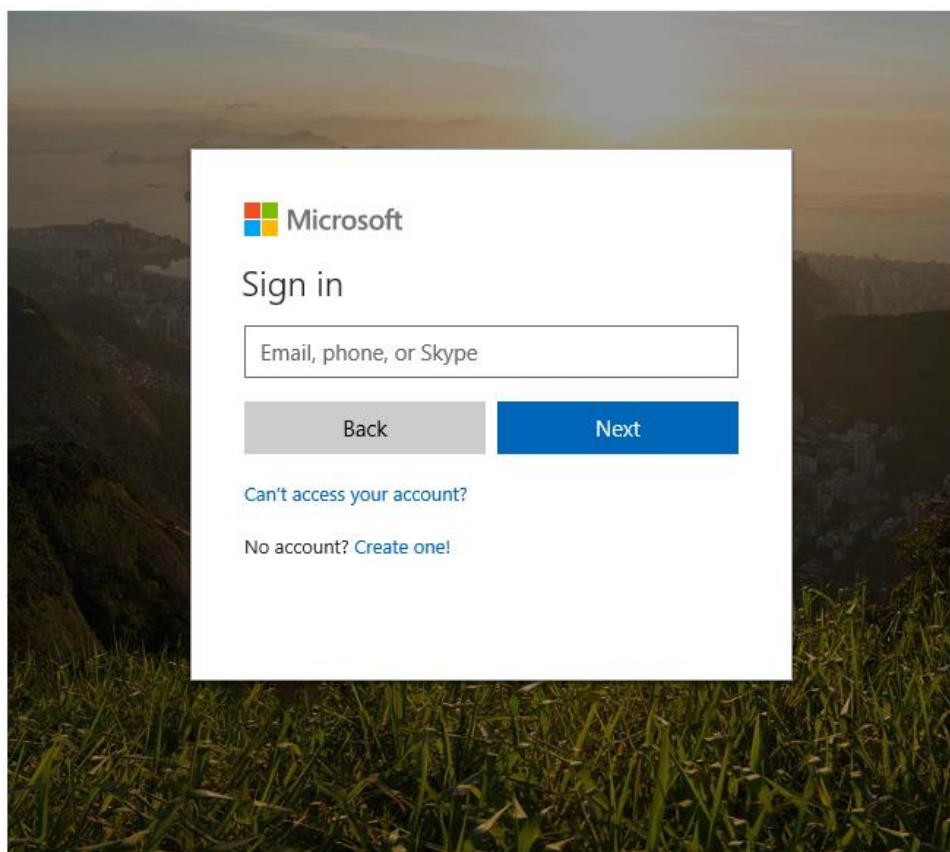 Microsoft
Sign in
Email, phone, or Skype
Back
Next
Can't access your account?
No account? Create one!